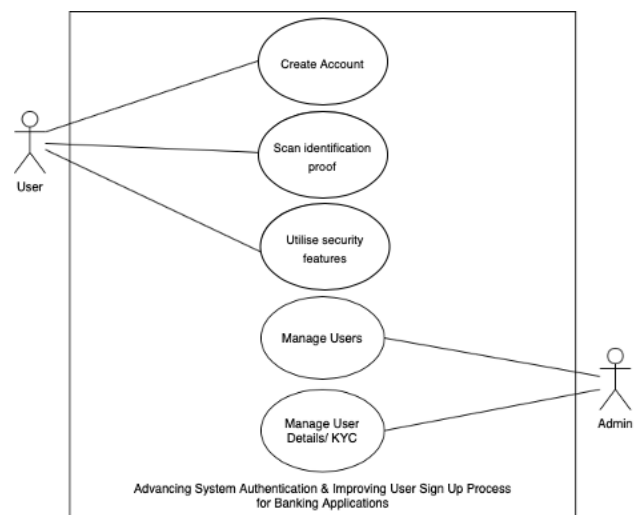 Create Account
Scan identification
proof
User
Utilise security
features
Manage Users
Admin
Manage User
Details/ KYC
Advancing System Authentication & Improving User Sign Up Process
for Banking Applications